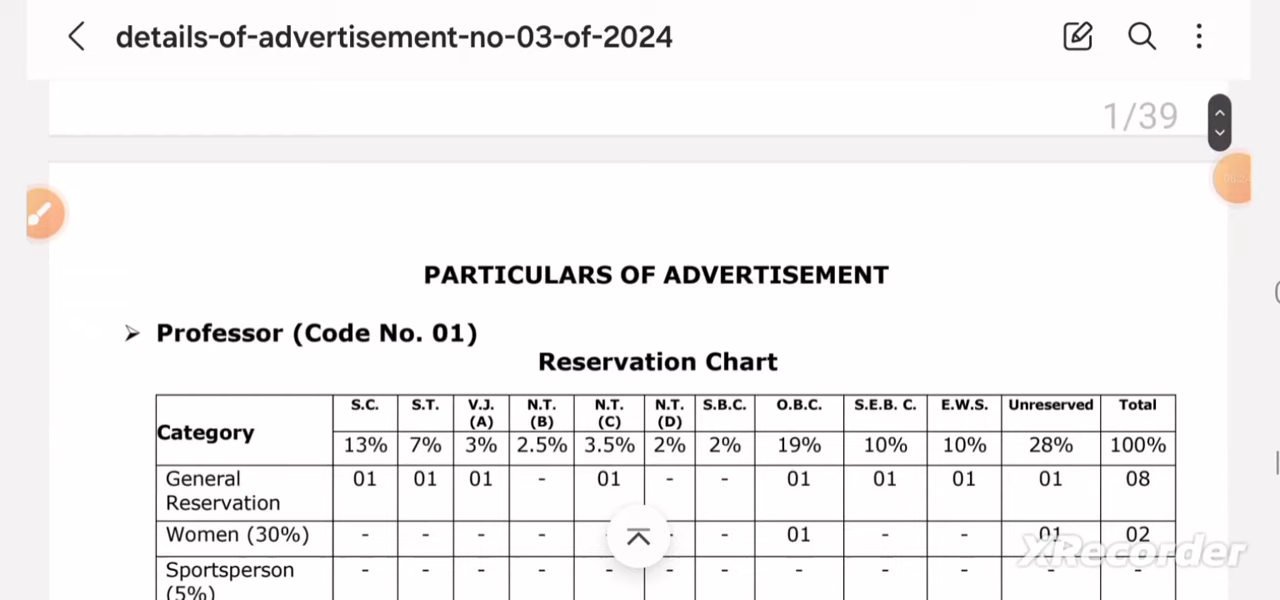 details-of-advertisement-no-03-of-2024
1/39
PARTICULARS OF ADVERTISEMENT
➢ Professor (Code No. 01)
Reservation Chart
Category S.C. S.T. V.J. (A) N.T. (B) N.T. (C) N.T. (D) S.B.C. O.B.C. S.E.B. C. E.W.S. Unreserved Total
13% 7% 3% 2.5% 3.5% 2% 2% 19% 10% 10% 28% 100%
General Reservation 01 01 01 - 01 - - 01 01 01 01 08
Women (30%) - - - - - - 01 - - 01 02
Sportsperson (5%) - - - - - - - - - - - -
XRecorder